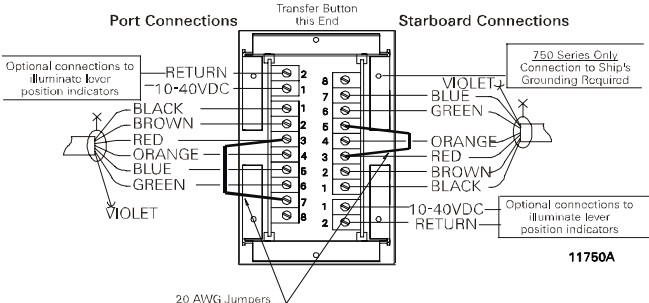 Port Connections
Transfer Button
this End
Starboard Connections
Optional connections to
illuminate lever
position indicators
RETURN
10-40VDC
BLACK
BROWN
RED
ORANGE
BLUE
GREEN
VIOLET
2
1
1
2
3
4
5
6
7
8
8
7
6
5
4
3
2
1
1
2
750 Series Only
Connection to Ship's
Grounding Required
VIOLET
BLUE
GREEN
ORANGE
RED
BROWN
BLACK
10-40VDC
RETURN
Optional connections to
illuminate lever
position indicators
11750A
20 AWG Jumpers